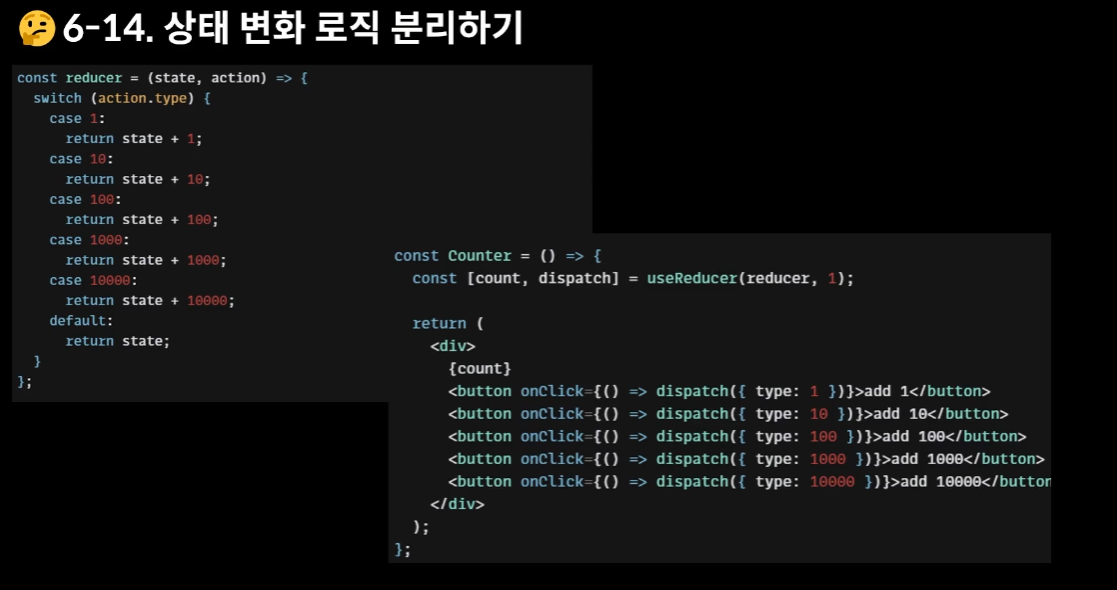 🤔 6-14. 상태 변화 로직 분리하기
const reducer = (state, action) => {
  switch (action.type) {
    case 1:
      return state + 1;
    case 10:
      return state + 10;
    case 100:
      return state + 100;
    case 1000:
      return state + 1000;
    case 10000:
      return state + 10000;
    default:
      return state;
  }
};
const Counter = () => {
  const [count, dispatch] = useReducer(reducer, 1);
  return (
    <div>
      {count}
      <button onClick={() => dispatch({ type: 1 })}>add 1</button>
      <button onClick={() => dispatch({ type: 10 })}>add 10</button>
      <button onClick={() => dispatch({ type: 100 })}>add 100</button>
      <button onClick={() => dispatch({ type: 1000 })}>add 1000</button>
      <button onClick={() => dispatch({ type: 10000 })}>add 10000</button
    </div>
  );
};